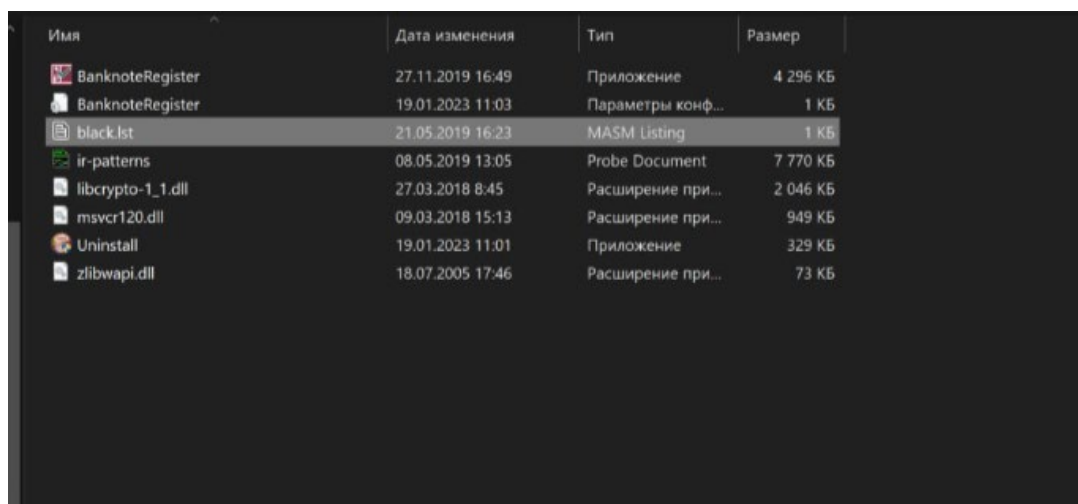 Имя Дата изменения Тип Размер
BanknoteRegister 27.11.2019 16:49 Приложение 4 296 КБ
BanknoteRegister 19.01.2023 11:03 Параметры конф... 1 КБ
black.lst 21.05.2019 16:23 MASM Listing 1 КБ
ir-patterns 08.05.2019 13:05 Probe Document 7 770 КБ
libcrypto-1_1.dll 27.03.2018 8:45 Расширение при... 2 046 КБ
msvcr120.dll 09.03.2018 15:13 Расширение при... 949 КБ
Uninstall 19.01.2023 11:01 Приложение 329 КБ
zlibwapi.dll 18.07.2005 17:46 Расширение при... 73 КБ